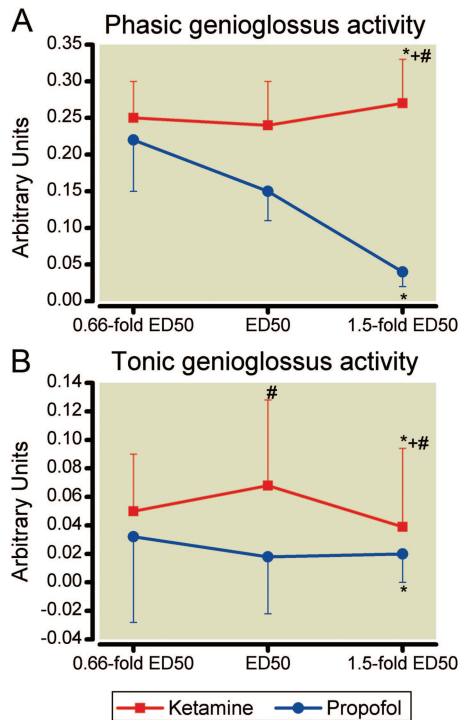 A
Phasic genioglossus activity
Arbitrary Units
0.35
0.30
0.25
0.20
0.15
0.10
0.05
0.00
*+#
*
0.66-fold ED50 ED50 1.5-fold ED50
B
Tonic genioglossus activity
Arbitrary Units
0.14
0.12
0.10
0.08
0.06
0.04
0.02
0.00
-0.02
-0.04
#
*+#
*
0.66-fold ED50 ED50 1.5-fold ED50
Ketamine Propofol